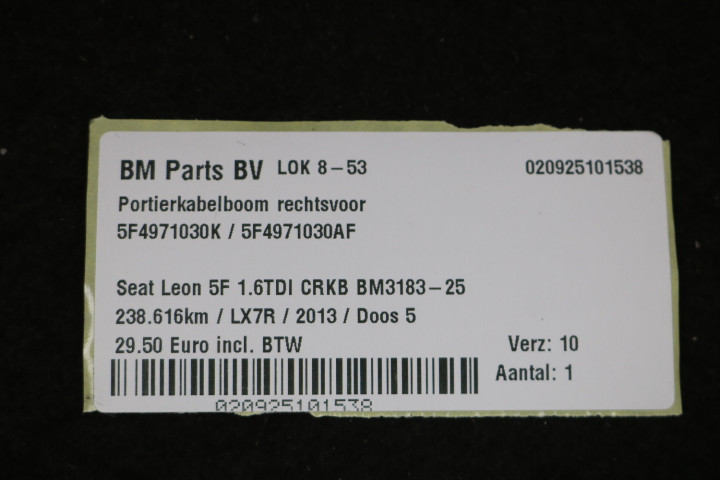 BM Parts BV LOK 8-53 020925101538
Portierkabelboom rechtsvoor
5F4971030K / 5F4971030AF
Seat Leon 5F 1.6TDI CRKB BM3183-25
238.616km / LX7R / 2013 / Doos 5
29.50 Euro incl. BTW Verz: 10
Aantal: 1
020925101538